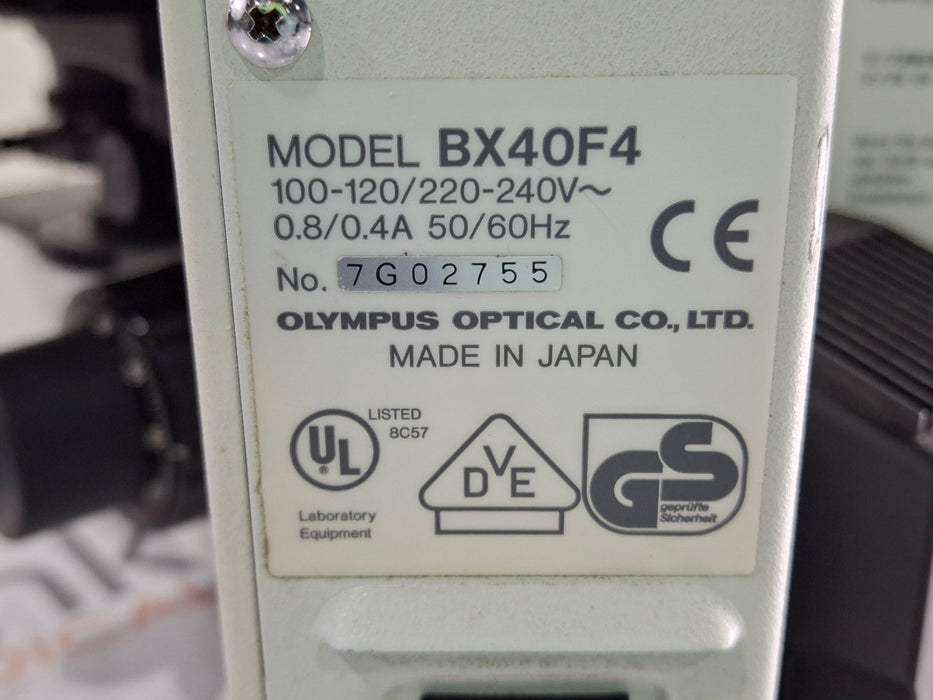 MODEL BX40F4
100-120/220-240V~
0.8/0.4A 50/60Hz
CE
No. 7G02755
OLYMPUS OPTICAL CO., LTD.
MADE IN JAPAN
UL
®
LISTED
8C57
Laboratory
Equipment
DVE
GS
geprüfte
Sicherheit